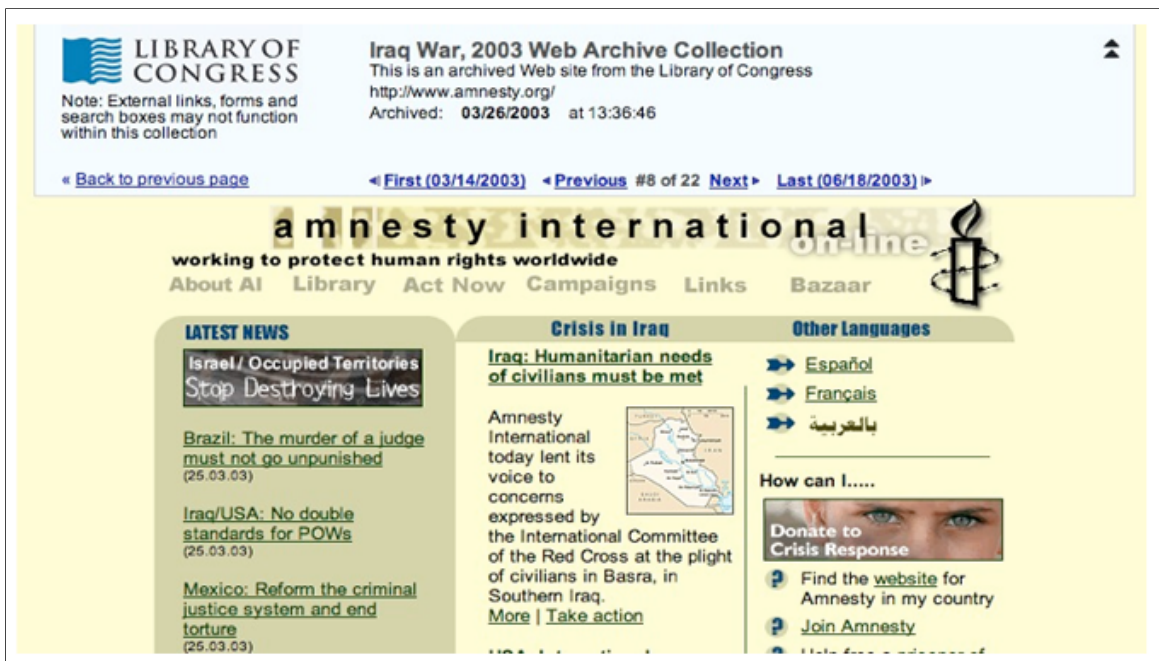 LIBRARY OF
CONGRESS
Note: External links, forms and
search boxes may not function
within this collection
« Back to previous page
Iraq War, 2003 Web Archive Collection
This is an archived Web site from the Library of Congress
http://www.amnesty.org/
Archived: 03/26/2003 at 13:36:46
First (03/14/2003) Previous #8 of 22 Next Last (06/18/2003)
amnesty international
on-line
working to protect human rights worldwide
About AI Library Act Now Campaigns Links Bazaar
LATEST NEWS
Israel / Occupied Territories
Stop Destroying Lives
Brazil: The murder of a judge
must not go unpunished
(25.03.03)
Iraq/USA: No double
standards for POWs
(25.03.03)
Mexico: Reform the criminal
justice system and end
torture
(25.03.03)
Crisis in Iraq
Iraq: Humanitarian needs
of civilians must be met
Amnesty
International
today lent its
voice to
concerns
expressed by
the International Committee
of the Red Cross at the plight
of civilians in Basra, in
Southern Iraq.
More | Take action
Other Languages
Español
Français
بالعربية
How can I.....
Donate to
Crisis Response
Find the website for
Amnesty in my country
Join Amnesty